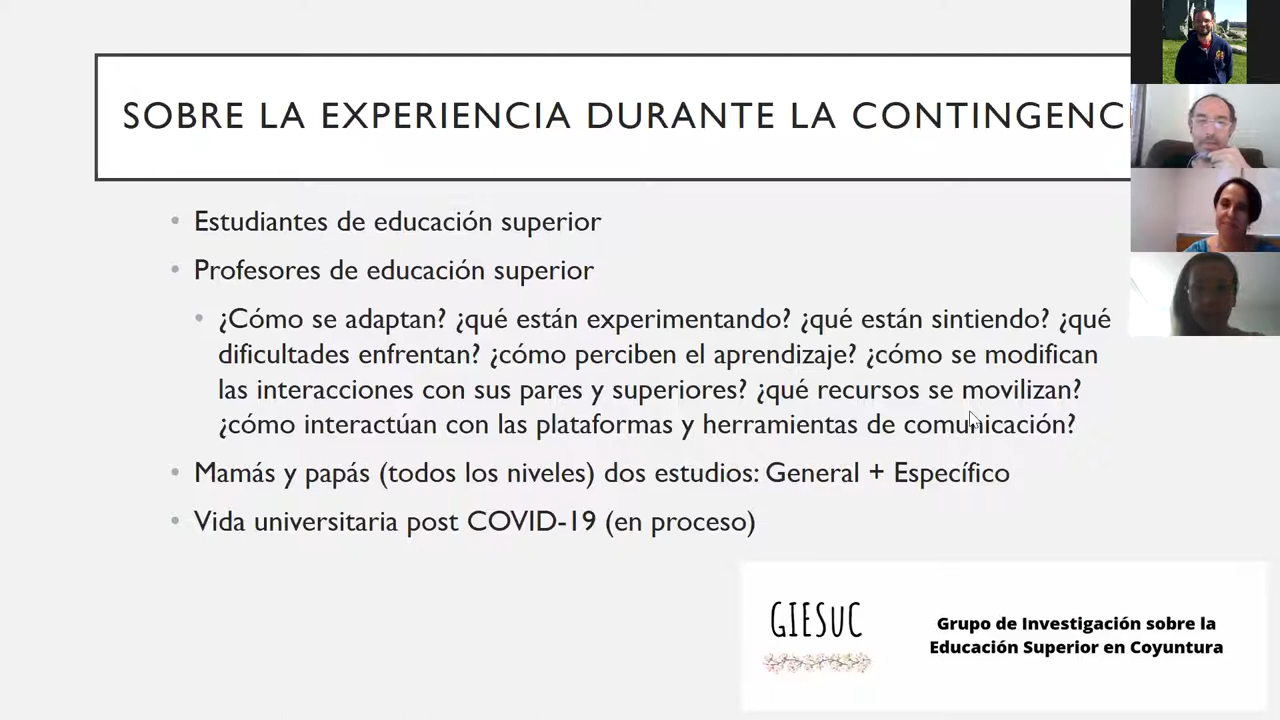 SOBRE LA EXPERIENCIA DURANTE LA CONTINGENC
• Estudiantes de educación superior
• Profesores de educación superior
• ¿Cómo se adaptan? ¿qué están experimentando? ¿qué están sintiendo? ¿qué
dificultades enfrentan? ¿cómo perciben el aprendizaje? ¿cómo se modifican
las interacciones con sus pares y superiores? ¿qué recursos se movilizan?
¿cómo interactúan con las plataformas y herramientas de comunicación?
• Mamás y papás (todos los niveles) dos estudios: General + Específico
• Vida universitaria post COVID-19 (en proceso)
GIESuC
Grupo de Investigación sobre la
Educación Superior en Coyuntura